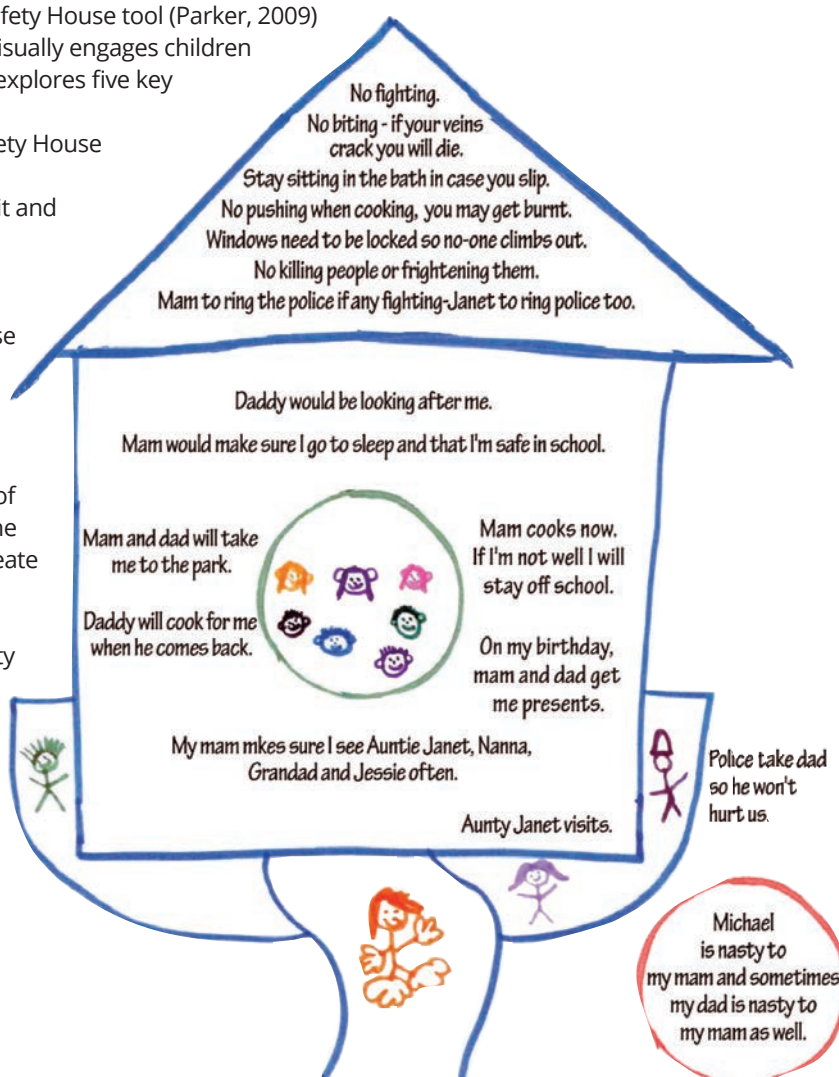 fety House tool (Parker, 2009)
isually engages children
explores five key
ety House
it and
se
of
ne
eate
ty
No fighting.
No biting - if your veins
crack you will die.
Stay sitting in the bath in case you slip.
No pushing when cooking, you may get burnt.
Windows need to be locked so no-one climbs out.
No killing people or frightening them.
Mam to ring the police if any fighting-Janet to ring police too.
Daddy would be looking after me.
Mam would make sure I go to sleep and that I'm safe in school.
Mam and dad will take
me to the park.
Daddy will cook for me
when he comes back.
Mam cooks now.
If I'm not well I will
stay off school.
On my birthday,
mam and dad get
me presents.
My mam mkes sure I see Auntie Janet, Nanna,
Grandad and Jessie often.
Aunty Janet visits.
Police take dad
so he won't
hurt us.
Michael
is nasty to
my mam and sometimes
my dad is nasty to
my mam as well.